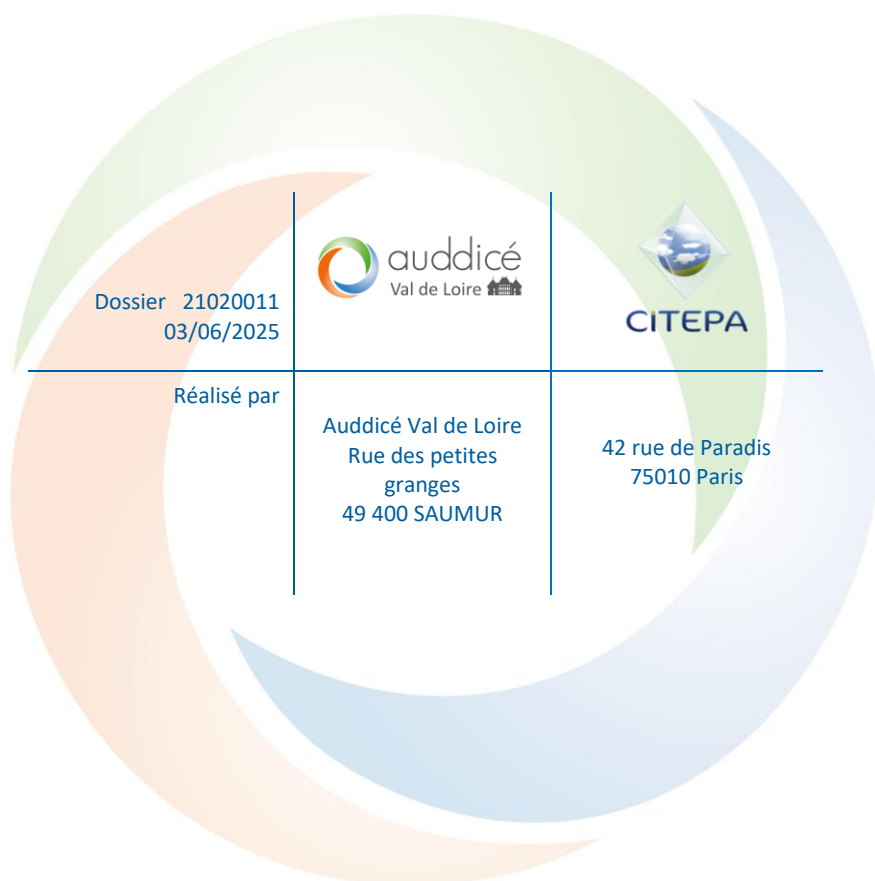 auddicé
Val de Loire
CITEPA
Dossier 21020011
03/06/2025
Réalisé par
Auddicé Val de Loire
Rue des petites
granges
49 400 SAUMUR
42 rue de Paradis
75010 Paris